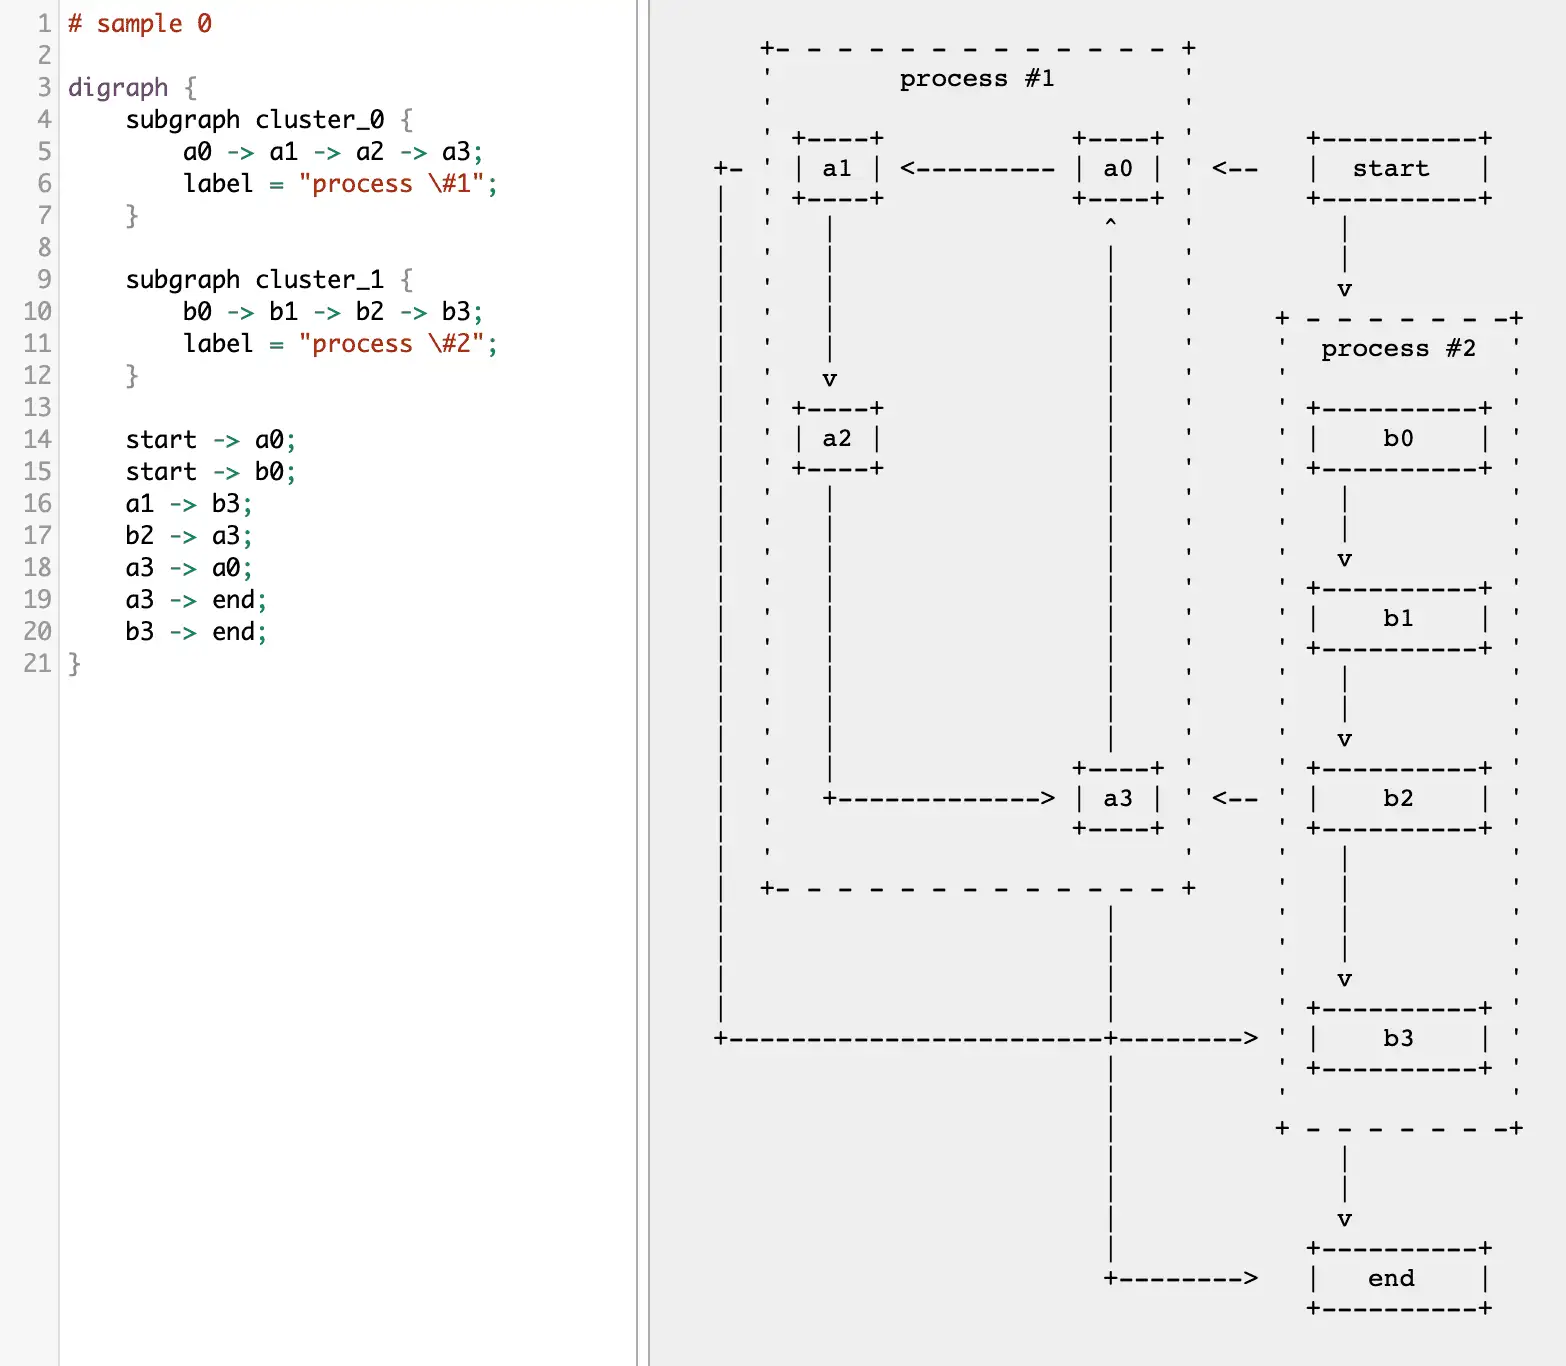 1 # sample 0
2
3 digraph {
4     subgraph cluster_0 {
5         a0 -> a1 -> a2 -> a3;
6         label = "process \#1";
7     }
8
9     subgraph cluster_1 {
10         b0 -> b1 -> b2 -> b3;
11         label = "process \#2";
12     }
13
14     start -> a0;
15     start -> b0;
16     a1 -> b3;
17     b2 -> a3;
18     a3 -> a0;
19     a3 -> end;
20     b3 -> end;
21 }
process #1
a1 <--------- a0 <-- start
process #2
a2
b0
b1
a3 <-- b2
b3
end